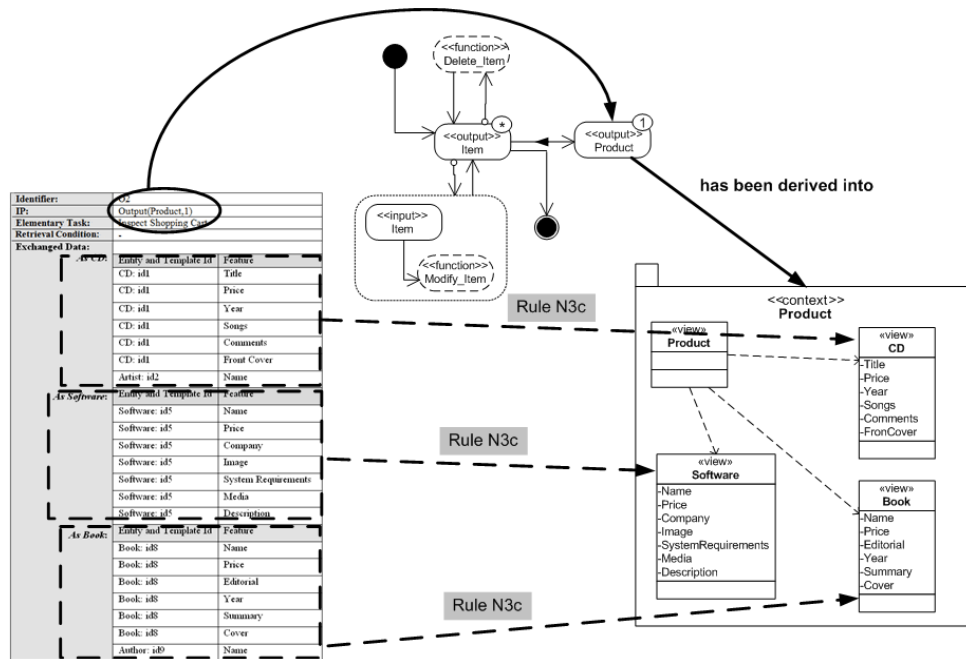 <<function>>
Delete_Item
*
<<output>>
Item
1
<<output>>
Product
has been derived into
<<input>>
Item
<<function>>
Modify_Item
Identifier: O2
IP: Output(Product,1)
Elementary Task: Inspect Shopping Cart
Retrieval Condition: -
Exchanged Data:
As CD: Entity and Template Id Feature
CD: id1 Title
CD: id1 Price
CD: id1 Year
CD: id1 Songs
CD: id1 Comments
CD: id1 Front Cover
Artist: id2 Name
As Software: Entity and Template Id Feature
Software: id5 Name
Software: id5 Price
Software: id5 Company
Software: id5 Image
Software: id5 System Requirements
Software: id5 Media
Software: id5 Description
As Book: Entity and Template Id Feature
Book: id8 Name
Book: id8 Price
Book: id8 Editorial
Book: id8 Year
Book: id8 Summary
Book: id8 Cover
Author: id9 Name
Rule N3c
Rule N3c
Rule N3c
<<context>>
Product
«view»
Product
«view»
CD
-Title
-Price
-Year
-Songs
-Comments
-FronCover
«view»
Software
-Name
-Price
-Company
-Image
-SystemRequirements
-Media
-Description
«view»
Book
-Name
-Price
-Editorial
-Year
-Summary
-Cover